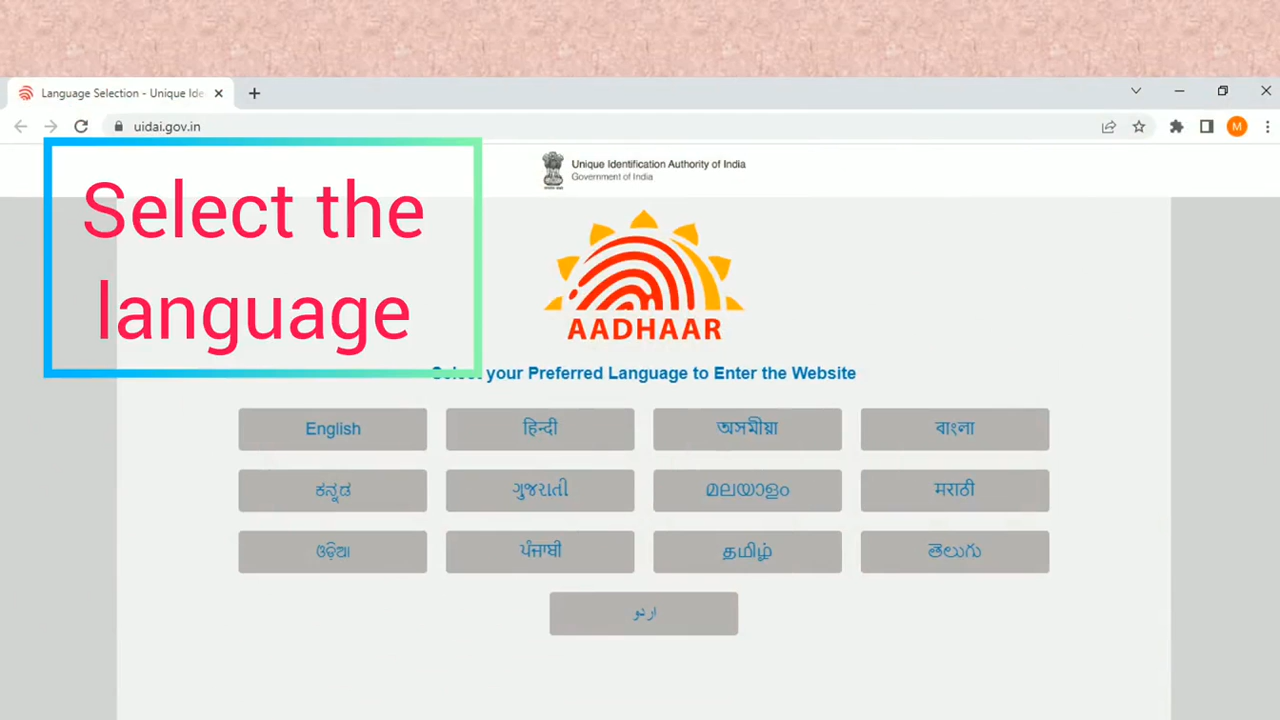 Language Selection - Unique Ide
uidai.gov.in
M
Unique Identification Authority of India
Government of India
Select the
language
AADHAAR
Select your Preferred Language to Enter the Website
English
हिन्दी
অসমীয়া
বাংলা
ಕನ್ನಡ
ગુજરાતી
മലയാളം
मराठी
ଓଡ଼ିଆ
ਪੰਜਾਬੀ
தமிழ்
తెలుగు
اردو